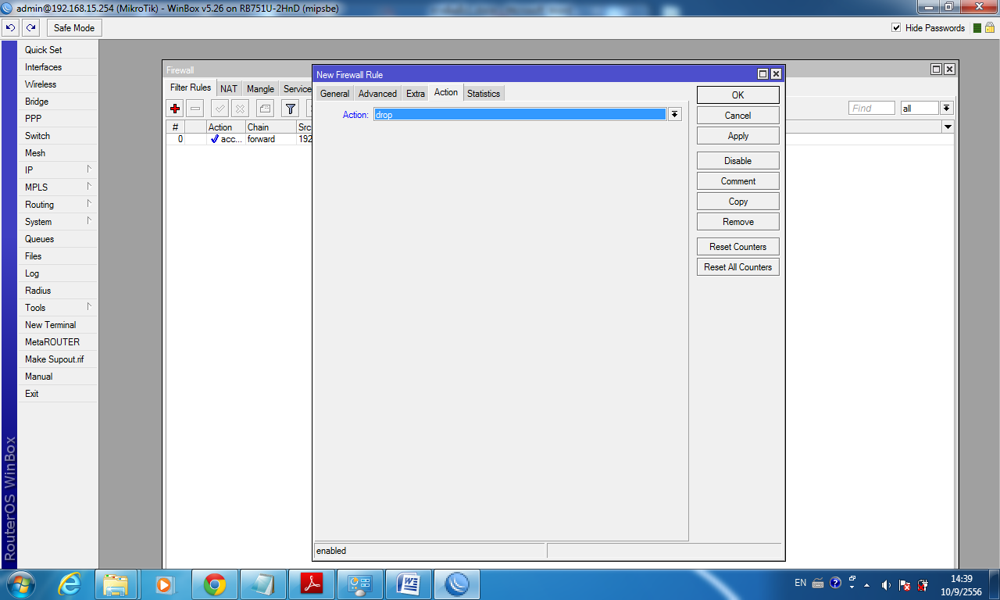 admin@192.168.15.254 (MikroTik) - WinBox v5.26 on RB751U-2HnD (mipsbe)
Safe Mode
Hide Passwords
Quick Set
Interfaces
Wireless
Bridge
PPP
Switch
Mesh
IP
MPLS
Routing
System
Queues
Files
Log
Radius
Tools
New Terminal
MetaROUTER
Make Supout.rif
Manual
Exit
RouterOS WinBox
Firewall
Filter Rules NAT Mangle Service
Find all
# Action Chain Src
0 acc... forward 192
New Firewall Rule
General Advanced Extra Action Statistics
Action: drop
OK
Cancel
Apply
Disable
Comment
Copy
Remove
Reset Counters
Reset All Counters
enabled
EN
14:39
10/9/2556